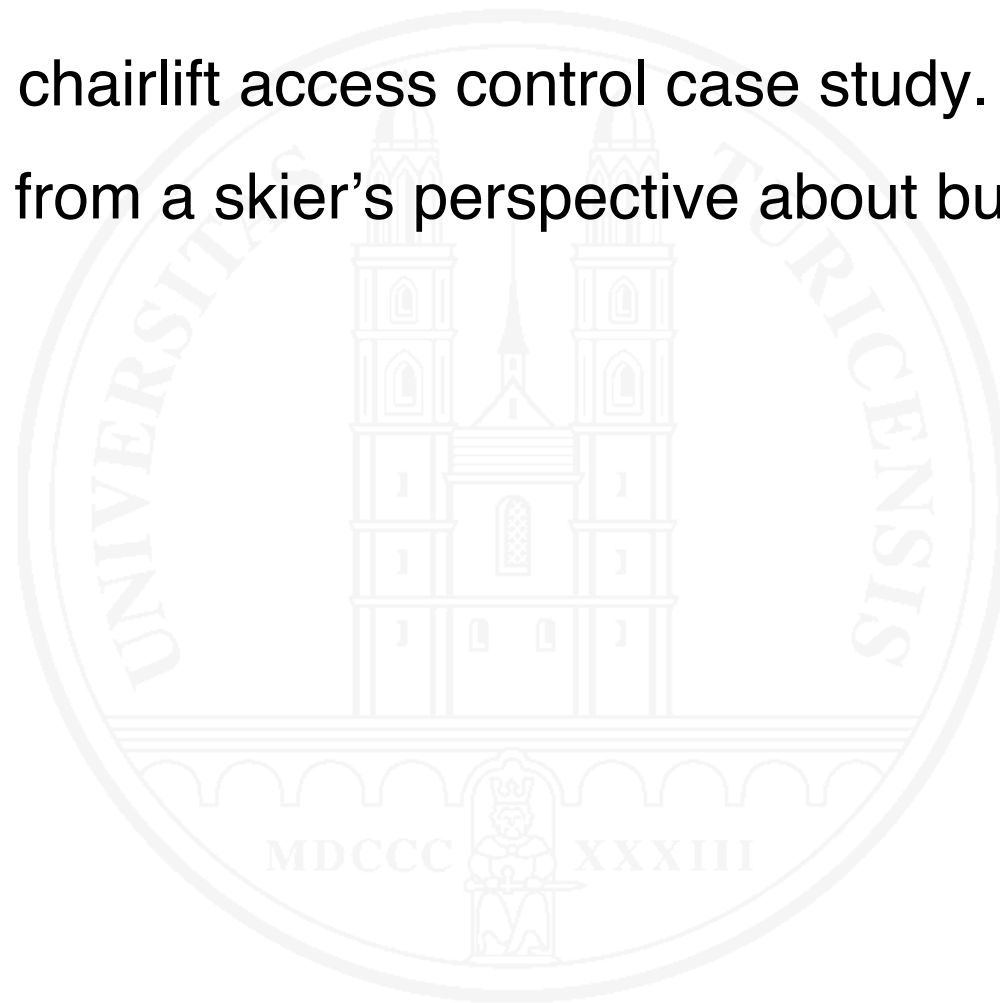 chairlift access control case study.
from a skier’s perspective about bu
UNIVERSITAS TURICENSIS
MDCCC XXXIII